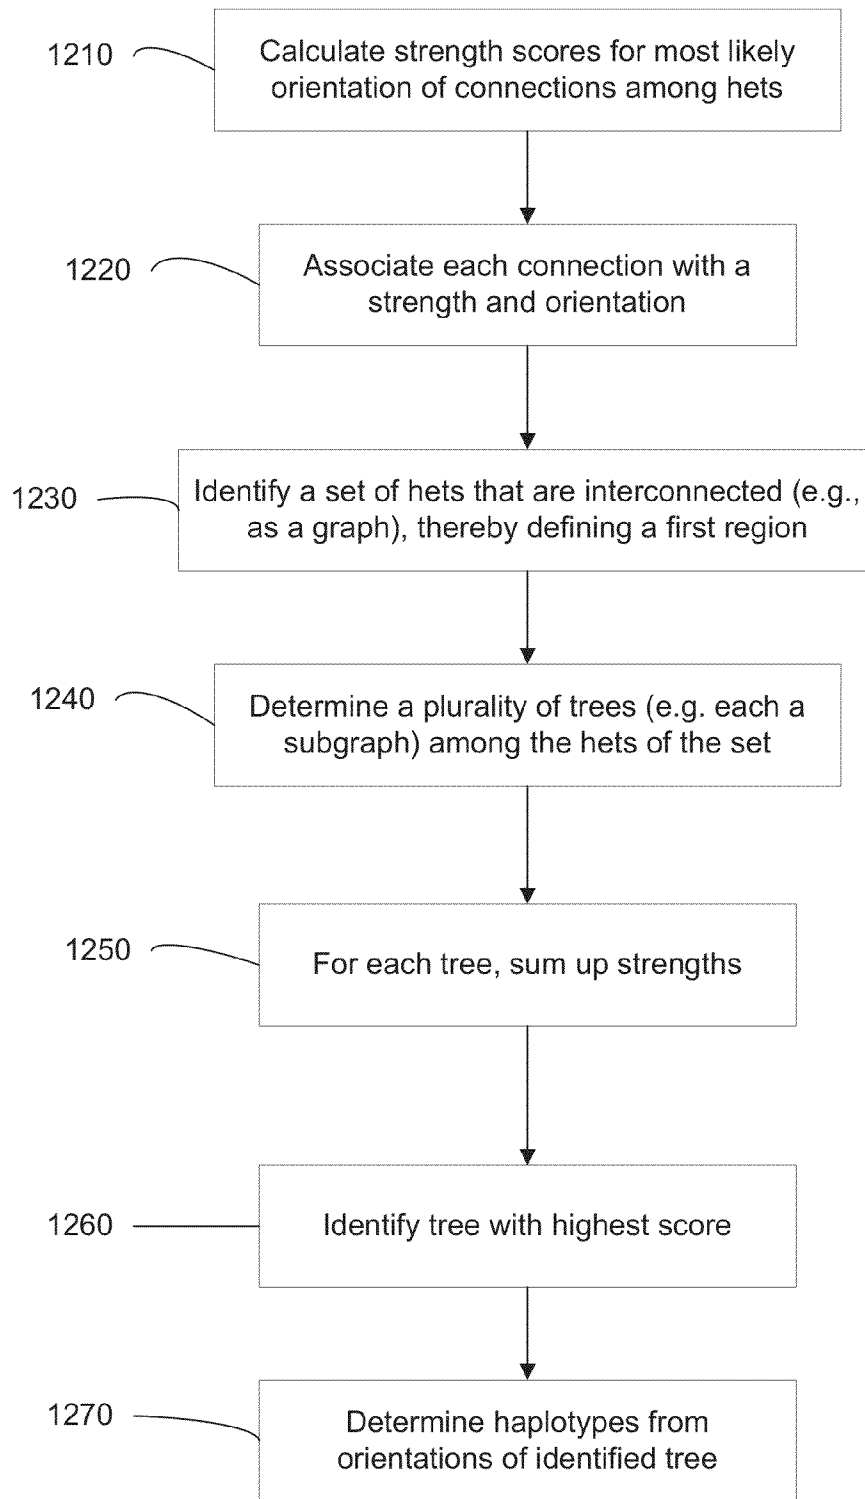 1210
Calculate strength scores for most likely
orientation of connections among hets
1220
Associate each connection with a
strength and orientation
1230
Identify a set of hets that are interconnected (e.g.,
as a graph), thereby defining a first region
1240
Determine a plurality of trees (e.g. each a
subgraph) among the hets of the set
1250
For each tree, sum up strengths
1260
Identify tree with highest score
1270
Determine haplotypes from
orientations of identified tree